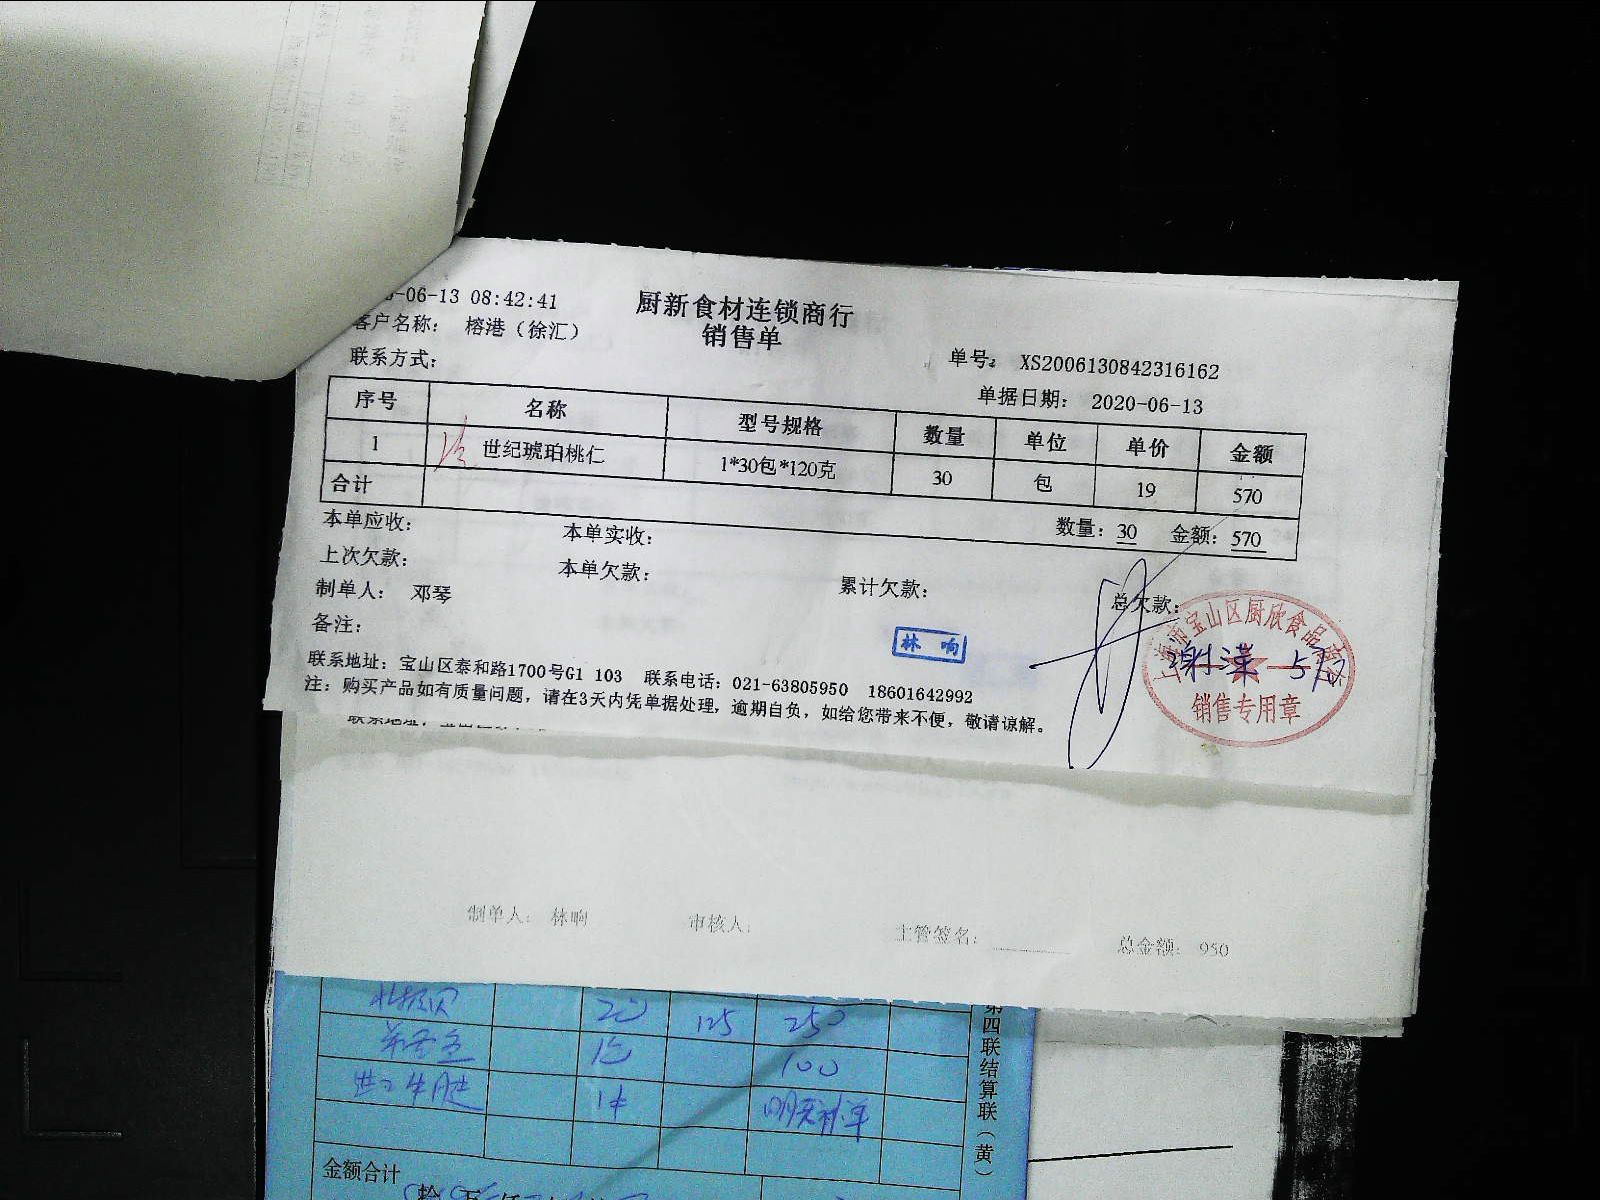 -06-13 08:42:41
厨新食材连锁商行
销售单
客户名称： 榕港（徐汇）
联系方式：
单号： XS2006130842316162
单据日期： 2020-06-13
序号 名称 型号规格 数量 单位 单价 金额
1 世纪琥珀桃仁 1*30包*120克 30 包 19 570
合计
数量：30 金额：570
本单应收： 本单实收：
上次欠款： 本单欠款： 累计欠款： 总欠款：
制单人： 邓琴
备注：
林 响
联系地址：宝山区泰和路1700号G1 103 联系电话：021-63805950 18601642992
注：购买产品如有质量问题，请在3天内凭单据处理，逾期自负，如给您带来不便，敬请谅解。
市宝山区厨欣食品
销售专用章
制单人： 林响 审核人： 主管签名： 总金额： 950
125 250
100
第四联结算联（黄）
金额合计